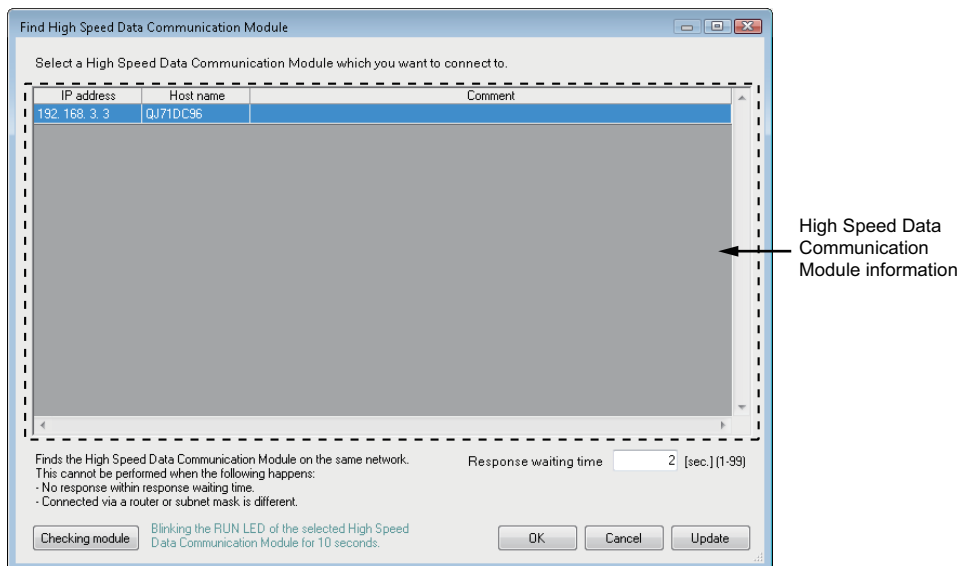 Find High Speed Data Communication Module
Select a High Speed Data Communication Module which you want to connect to.
IP address Host name Comment
192. 168. 3. 3 QJ71DC96
High Speed Data
Communication
Module information
Finds the High Speed Data Communication Module on the same network.
This cannot be performed when the following happens:
- No response within response waiting time.
- Connected via a router or subnet mask is different.
Response waiting time 2 [sec.] (1-99)
Checking module
Blinking the RUN LED of the selected High Speed
Data Communication Module for 10 seconds.
OK Cancel Update